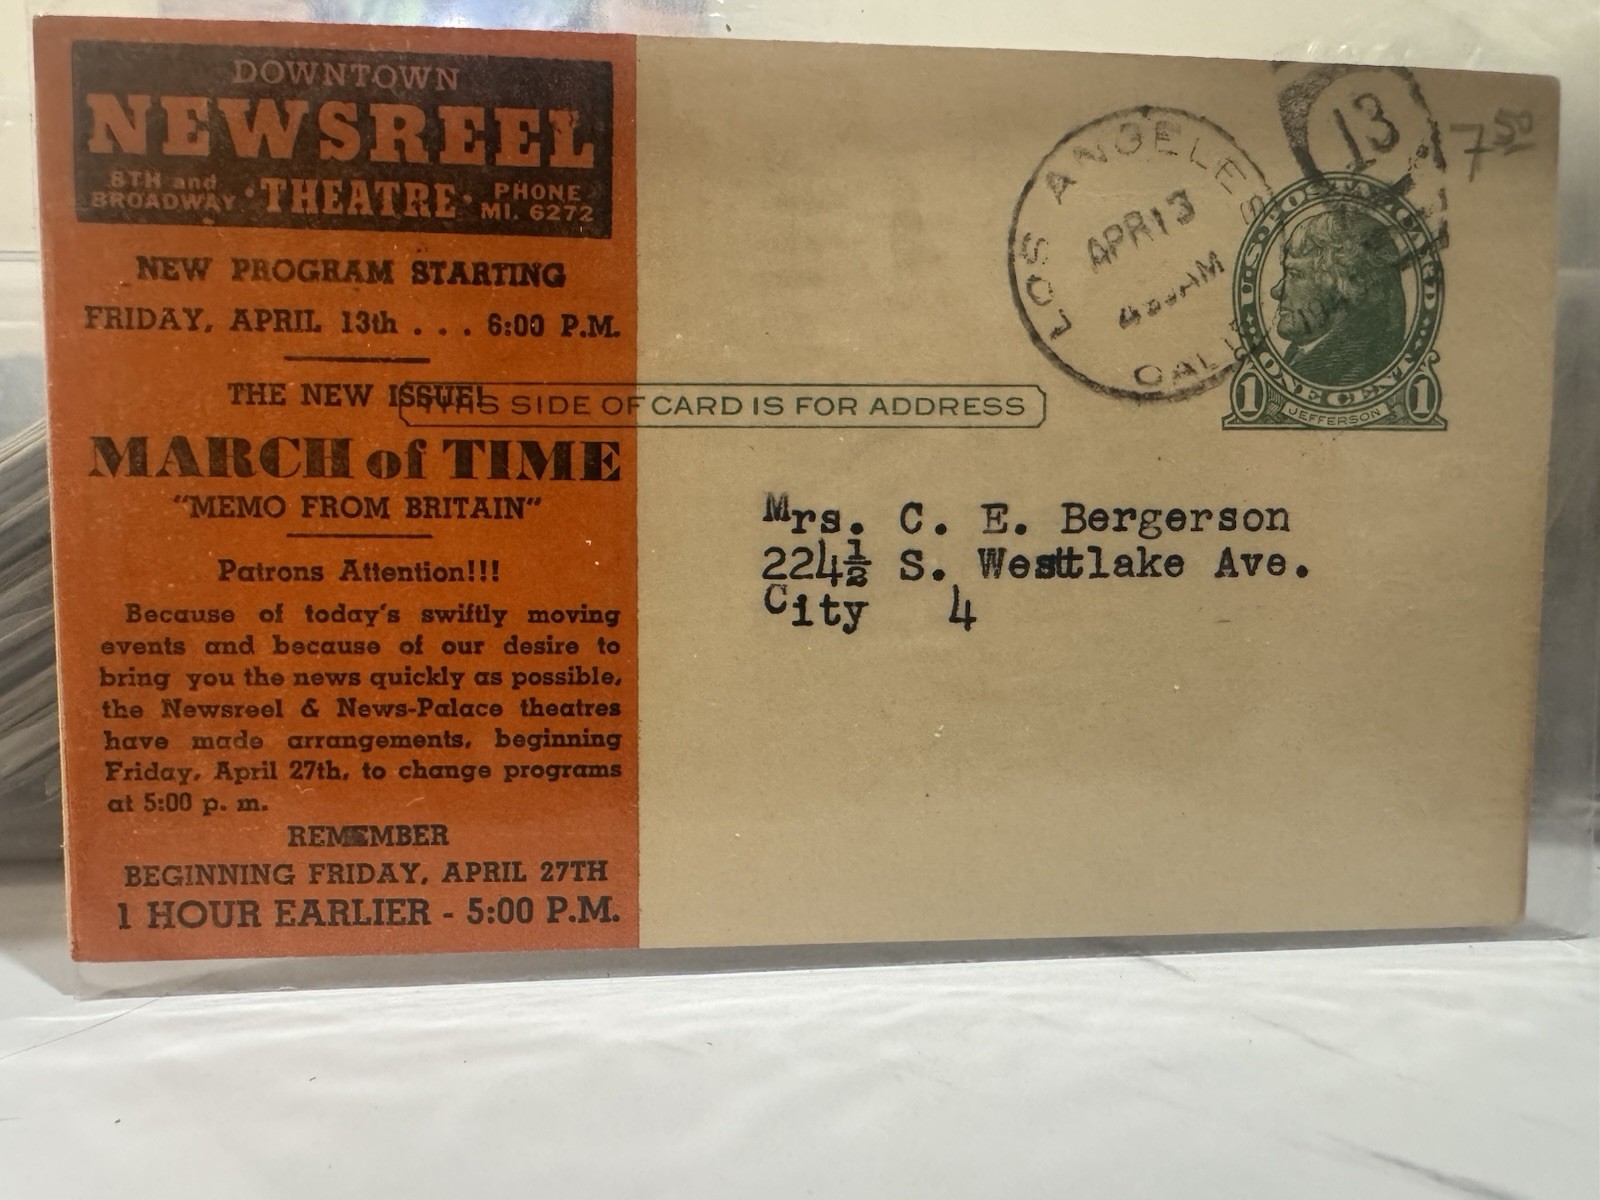 DOWNTOWN
NEWSREEL
8TH and BROADWAY · THEATRE · PHONE MI. 6272
NEW PROGRAM STARTING
FRIDAY, APRIL 13th . . . 6:00 P.M.
THE NEW ISSUE!
MARCH of TIME
"MEMO FROM BRITAIN"
Patrons Attention!!!
Because of today's swiftly moving
events and because of our desire to
bring you the news quickly as possible,
the Newsreel & News-Palace theatres
have made arrangements, beginning
Friday, April 27th, to change programs
at 5:00 p. m.
REMEMBER
BEGINNING FRIDAY, APRIL 27TH
1 HOUR EARLIER - 5:00 P.M.
THIS SIDE OF CARD IS FOR ADDRESS
LOS ANGELES
APR 13
AM
CALIF
13
7 50
U.S. POSTAL CARD
ONE CENT
1 JEFFERSON 1
Mrs. C. E. Bergerson
224½ S. Westlake Ave.
City 4